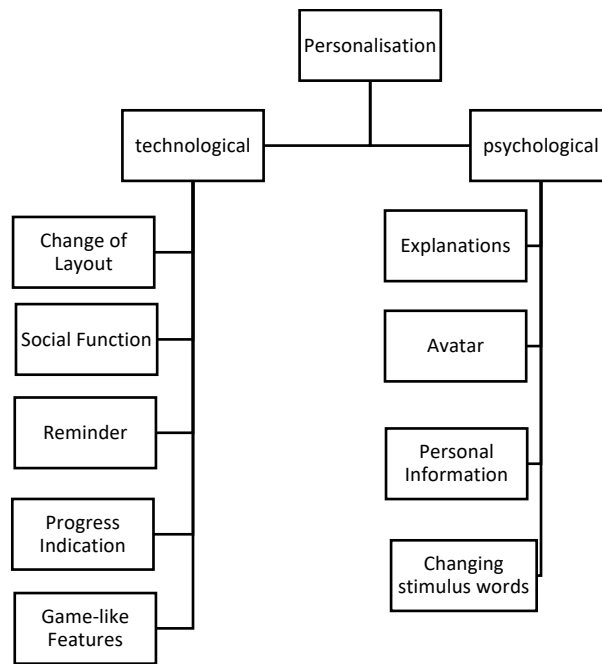 Personalisation
technological
psychological
Change of
Layout
Social Function
Reminder
Progress
Indication
Game-like
Features
Explanations
Avatar
Personal
Information
Changing
stimulus words